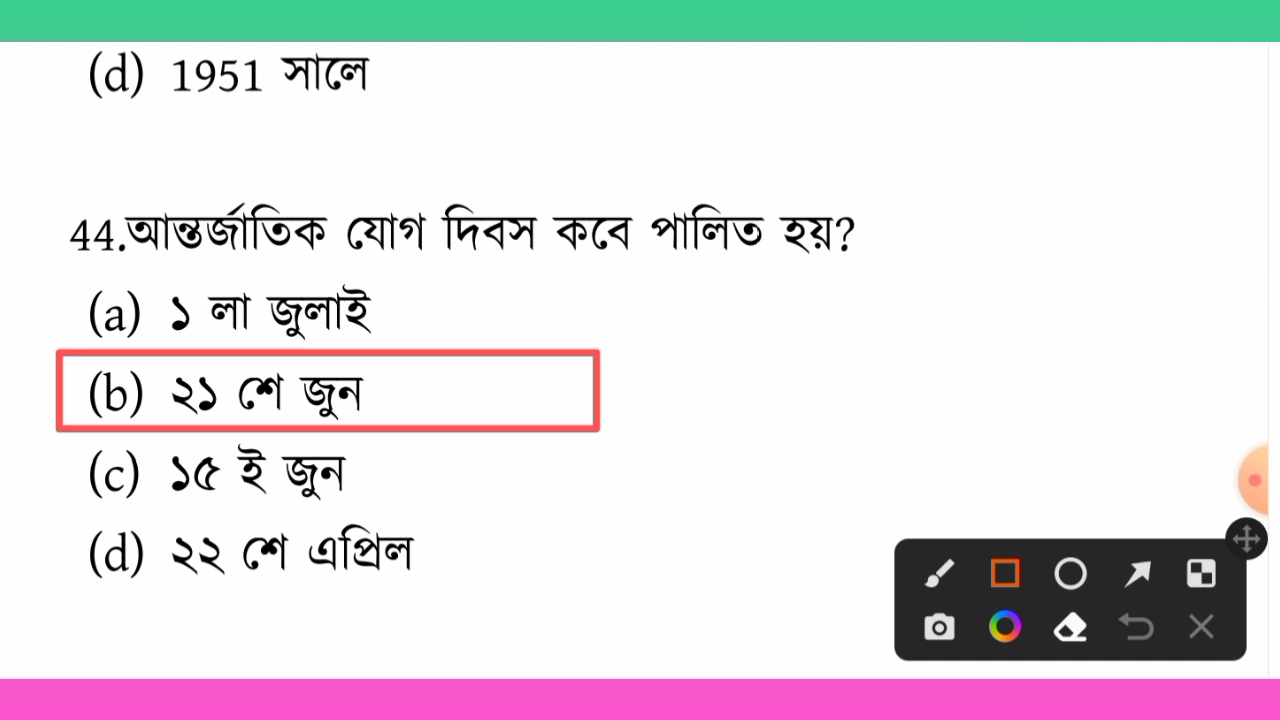 (d) 1951 সালে
44.আন্তর্জাতিক যোগ দিবস কবে পালিত হয়?
(a) ১ লা জুলাই
(b) ২১ শে জুন
(c) ১৫ ই জুন
(d) ২২ শে এপ্রিল